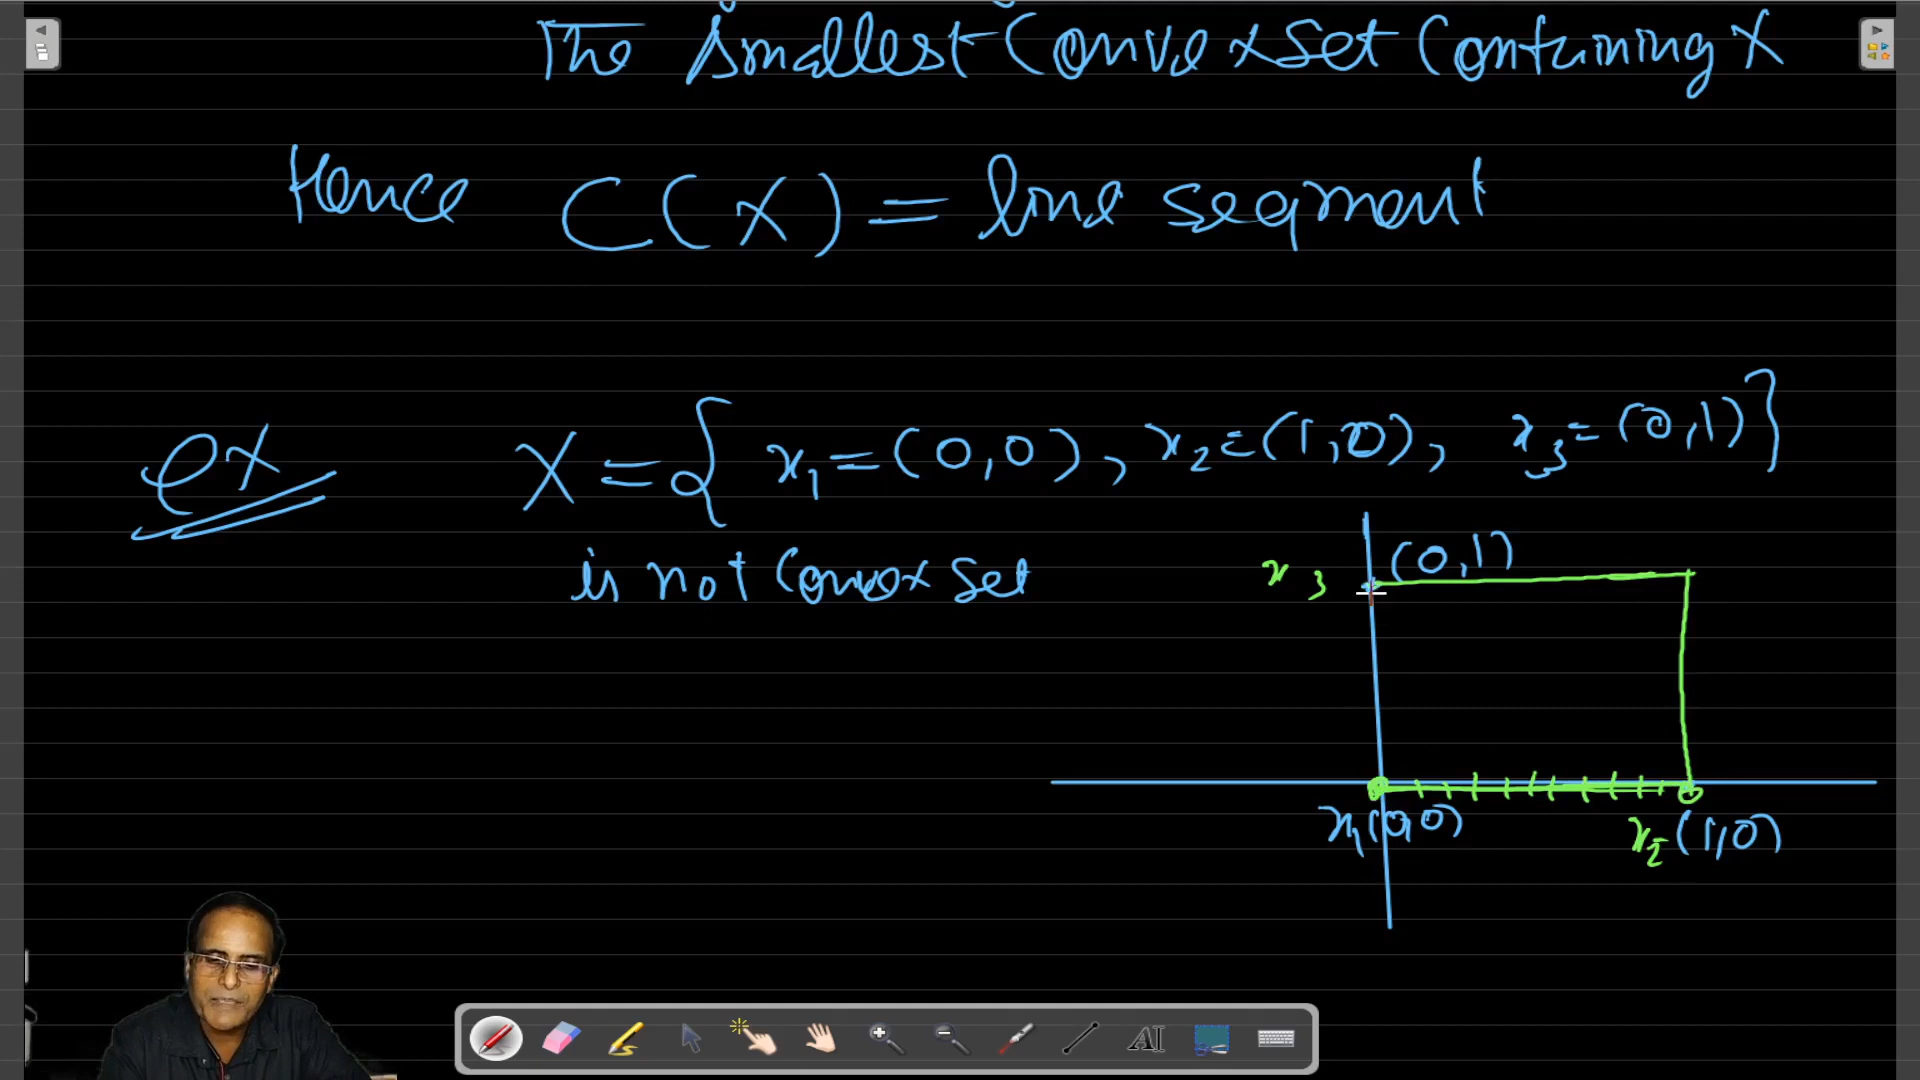 The smallest Convex Set Containing X
Hence C(X) = line segment
ex X = { x₁ = (0,0), x₂ = (1,0), x₃ = (0,1) }
is not Convex Set
x₃ (0,1)
x₁(0,0) x₂(1,0)
AI